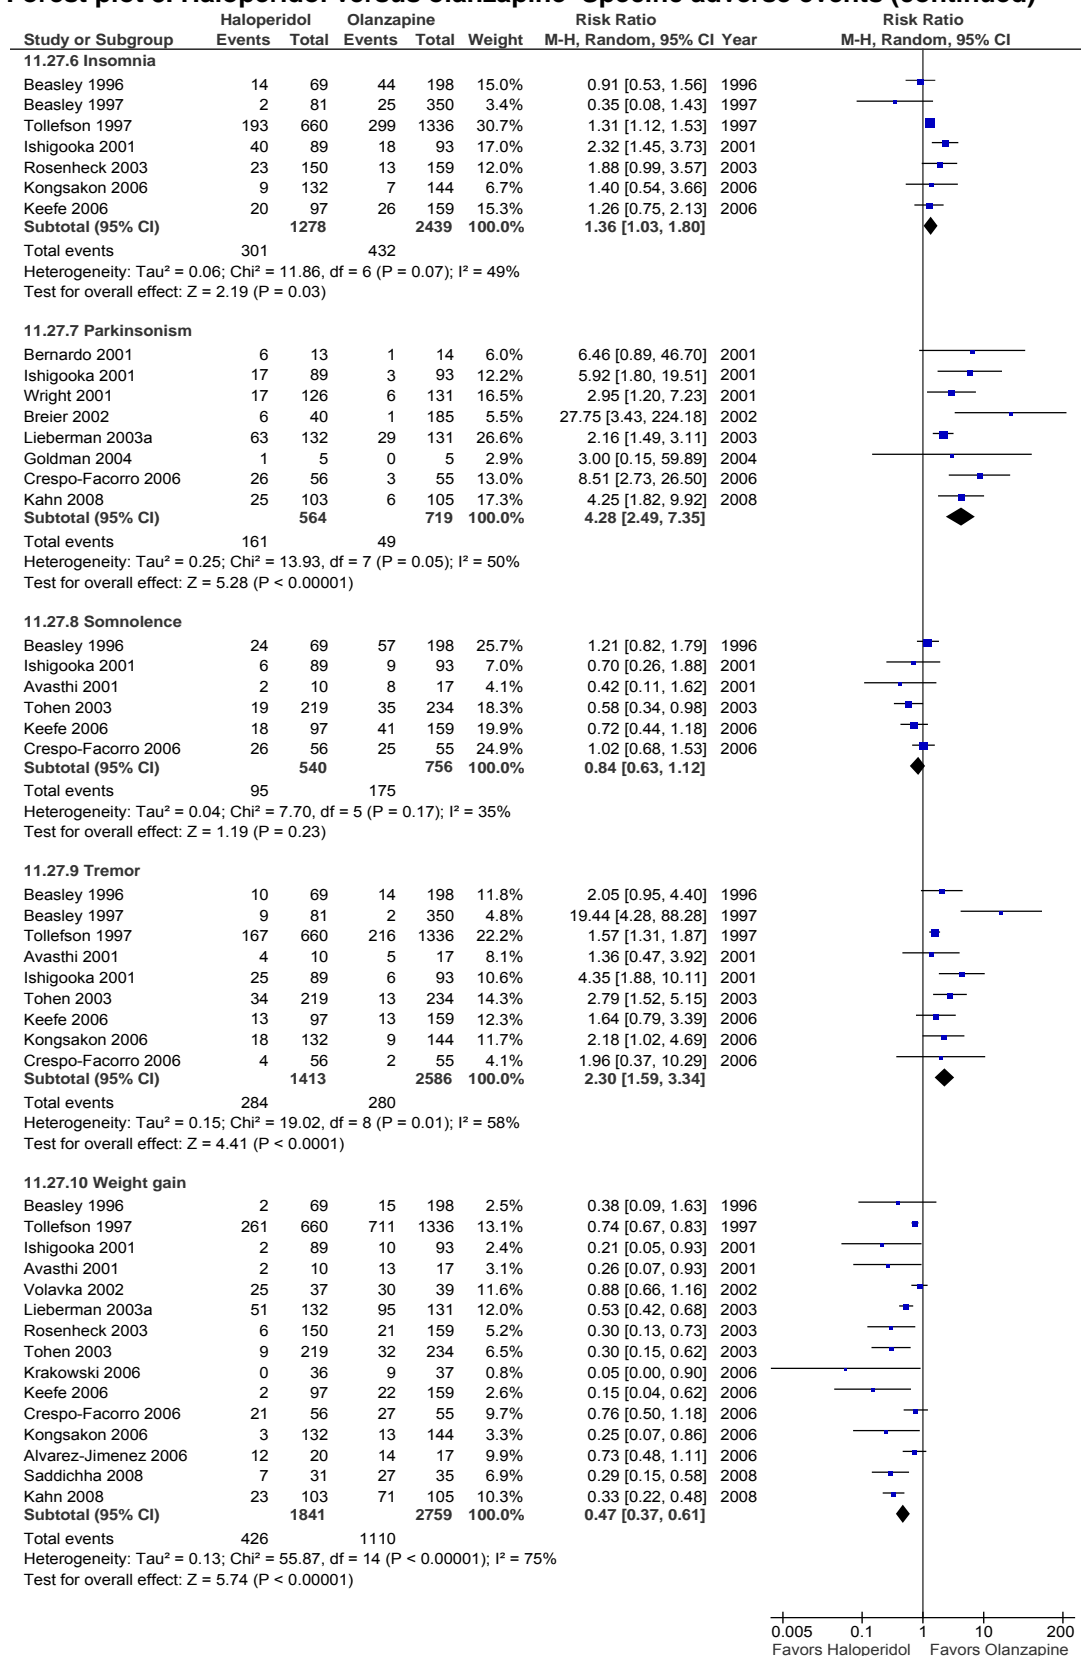 Forest plot 3. Haloperidol versus olanzapine–Specific adverse events (continued)
Haloperidol Olanzapine Risk Ratio Risk Ratio
Study or Subgroup Events Total Events Total Weight M-H, Random, 95% CI Year M-H, Random, 95% CI
11.27.6 Insomnia
Beasley 1996 14 69 44 198 15.0% 0.91 [0.53, 1.56] 1996
Beasley 1997 2 81 25 350 3.4% 0.35 [0.08, 1.43] 1997
Tollefson 1997 193 660 299 1336 30.7% 1.31 [1.12, 1.53] 1997
Ishigooka 2001 40 89 18 93 17.0% 2.32 [1.45, 3.73] 2001
Rosenheck 2003 23 150 13 159 12.0% 1.88 [0.99, 3.57] 2003
Kongsakon 2006 9 132 7 144 6.7% 1.40 [0.54, 3.66] 2006
Keefe 2006 20 97 26 159 15.3% 1.26 [0.75, 2.13] 2006
Subtotal (95% CI) 1278 2439 100.0% 1.36 [1.03, 1.80]
Total events 301 432
Heterogeneity: Tau² = 0.06; Chi² = 11.86, df = 6 (P = 0.07); I² = 49%
Test for overall effect: Z = 2.19 (P = 0.03)
11.27.7 Parkinsonism
Bernardo 2001 6 13 1 14 6.0% 6.46 [0.89, 46.70] 2001
Ishigooka 2001 17 89 3 93 12.2% 5.92 [1.80, 19.51] 2001
Wright 2001 17 126 6 131 16.5% 2.95 [1.20, 7.23] 2001
Breier 2002 6 40 1 185 5.5% 27.75 [3.43, 224.18] 2002
Lieberman 2003a 63 132 29 131 26.6% 2.16 [1.49, 3.11] 2003
Goldman 2004 1 5 0 5 2.9% 3.00 [0.15, 59.89] 2004
Crespo-Facorro 2006 26 56 3 55 13.0% 8.51 [2.73, 26.50] 2006
Kahn 2008 25 103 6 105 17.3% 4.25 [1.82, 9.92] 2008
Subtotal (95% CI) 564 719 100.0% 4.28 [2.49, 7.35]
Total events 161 49
Heterogeneity: Tau² = 0.25; Chi² = 13.93, df = 7 (P = 0.05); I² = 50%
Test for overall effect: Z = 5.28 (P < 0.00001)
11.27.8 Somnolence
Beasley 1996 24 69 57 198 25.7% 1.21 [0.82, 1.79] 1996
Ishigooka 2001 6 89 9 93 7.0% 0.70 [0.26, 1.88] 2001
Avasthi 2001 2 10 8 17 4.1% 0.42 [0.11, 1.62] 2001
Tohen 2003 19 219 35 234 18.3% 0.58 [0.34, 0.98] 2003
Keefe 2006 18 97 41 159 19.9% 0.72 [0.44, 1.18] 2006
Crespo-Facorro 2006 26 56 25 55 24.9% 1.02 [0.68, 1.53] 2006
Subtotal (95% CI) 540 756 100.0% 0.84 [0.63, 1.12]
Total events 95 175
Heterogeneity: Tau² = 0.04; Chi² = 7.70, df = 5 (P = 0.17); I² = 35%
Test for overall effect: Z = 1.19 (P = 0.23)
11.27.9 Tremor
Beasley 1996 10 69 14 198 11.8% 2.05 [0.95, 4.40] 1996
Beasley 1997 9 81 2 350 4.8% 19.44 [4.28, 88.28] 1997
Tollefson 1997 167 660 216 1336 22.2% 1.57 [1.31, 1.87] 1997
Avasthi 2001 4 10 5 17 8.1% 1.36 [0.47, 3.92] 2001
Ishigooka 2001 25 89 6 93 10.6% 4.35 [1.88, 10.11] 2001
Tohen 2003 34 219 13 234 14.3% 2.79 [1.52, 5.15] 2003
Keefe 2006 13 97 13 159 12.3% 1.64 [0.79, 3.39] 2006
Kongsakon 2006 18 132 9 144 11.7% 2.18 [1.02, 4.69] 2006
Crespo-Facorro 2006 4 56 2 55 4.1% 1.96 [0.37, 10.29] 2006
Subtotal (95% CI) 1413 2586 100.0% 2.30 [1.59, 3.34]
Total events 284 280
Heterogeneity: Tau² = 0.15; Chi² = 19.02, df = 8 (P = 0.01); I² = 58%
Test for overall effect: Z = 4.41 (P < 0.0001)
11.27.10 Weight gain
Beasley 1996 2 69 15 198 2.5% 0.38 [0.09, 1.63] 1996
Tollefson 1997 261 660 711 1336 13.1% 0.74 [0.67, 0.83] 1997
Ishigooka 2001 2 89 10 93 2.4% 0.21 [0.05, 0.93] 2001
Avasthi 2001 2 10 13 17 3.1% 0.26 [0.07, 0.93] 2001
Volavka 2002 25 37 30 39 11.6% 0.88 [0.66, 1.16] 2002
Lieberman 2003a 51 132 95 131 12.0% 0.53 [0.42, 0.68] 2003
Rosenheck 2003 6 150 21 159 5.2% 0.30 [0.13, 0.73] 2003
Tohen 2003 9 219 32 234 6.5% 0.30 [0.15, 0.62] 2003
Krakowski 2006 0 36 9 37 0.8% 0.05 [0.00, 0.90] 2006
Keefe 2006 2 97 22 159 2.6% 0.15 [0.04, 0.62] 2006
Crespo-Facorro 2006 21 56 27 55 9.7% 0.76 [0.50, 1.18] 2006
Kongsakon 2006 3 132 13 144 3.3% 0.25 [0.07, 0.86] 2006
Alvarez-Jimenez 2006 12 20 14 17 9.9% 0.73 [0.48, 1.11] 2006
Saddichha 2008 7 31 27 35 6.9% 0.29 [0.15, 0.58] 2008
Kahn 2008 23 103 71 105 10.3% 0.33 [0.22, 0.48] 2008
Subtotal (95% CI) 1841 2759 100.0% 0.47 [0.37, 0.61]
Total events 426 1110
Heterogeneity: Tau² = 0.13; Chi² = 55.87, df = 14 (P < 0.00001); I² = 75%
Test for overall effect: Z = 5.74 (P < 0.00001)
0.005 0.1 1 10 200
Favors Haloperidol Favors Olanzapine